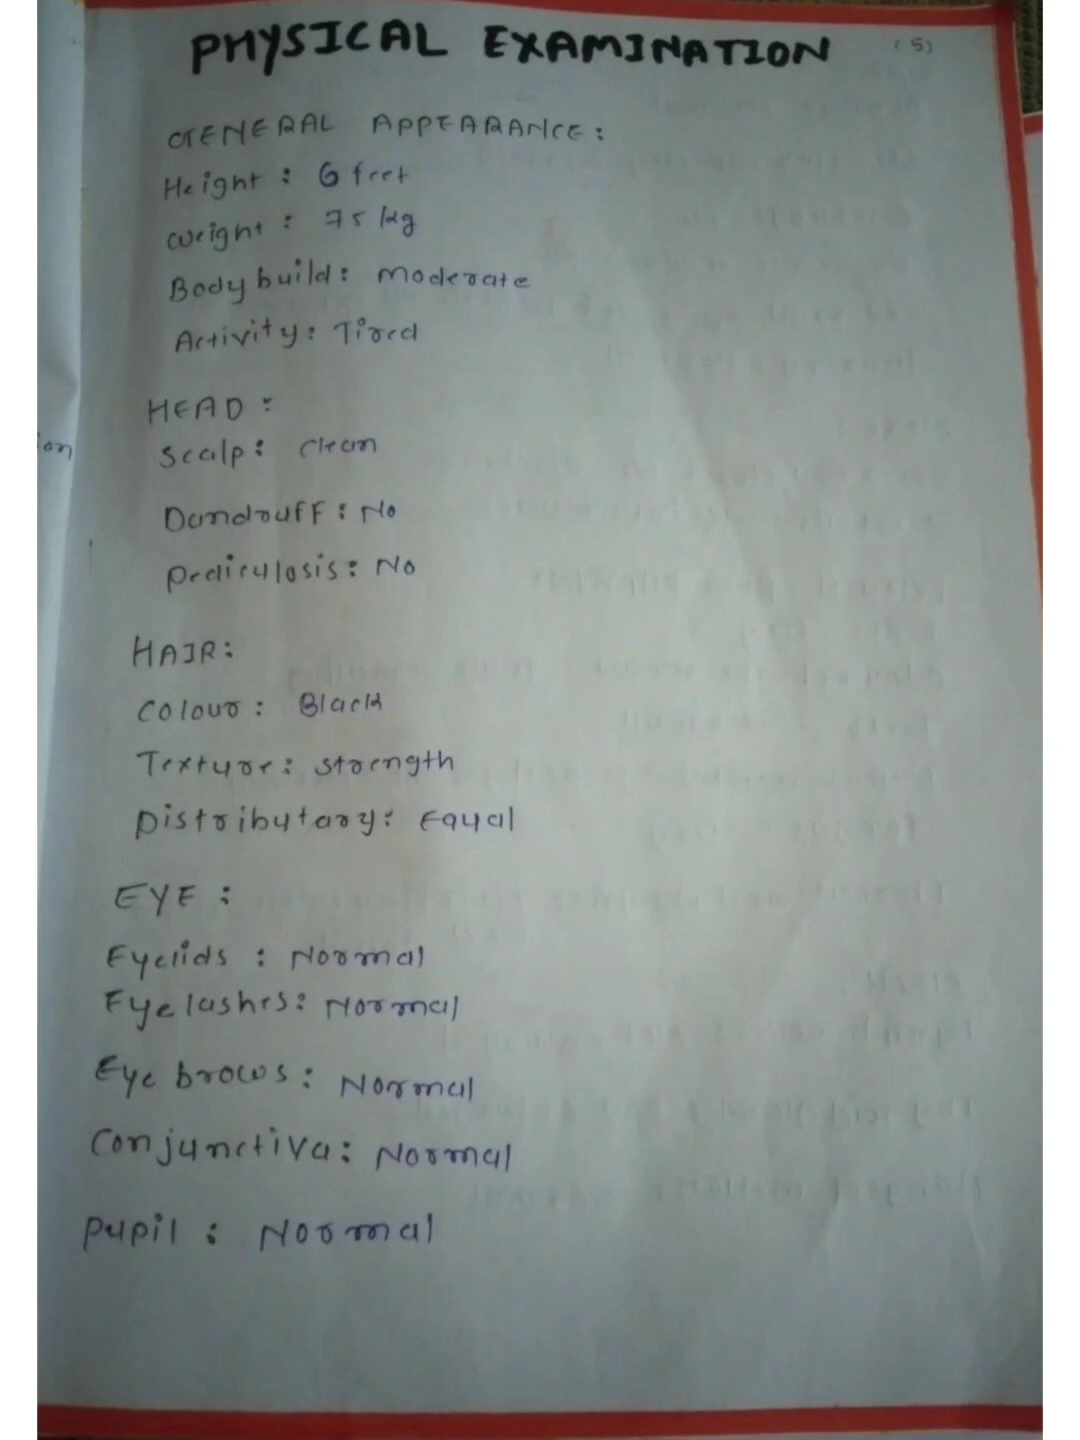 PHYSICAL EXAMINATION (5)
GENERAL APPEARANCE:
Height: 6 feet
Weight: 75 kg
Body build: Moderate
Activity: Tired
HEAD:
Scalp: Clean
ion
Dandruff: No
Pediculosis: No
HAIR:
Colour: Black
Texture: Strength
Distributary: Equal
EYE:
Eyelids: Normal
Eyelashes: Normal
Eye brows: Normal
Conjunctiva: Normal
Pupil: Normal